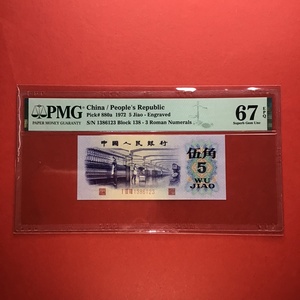 PMG
PAPER MONEY GUARANTY
China / People's Republic
Pick# 886a 1972 5 Jiao - Engraved
S/N 1386123 Block 138 - 3 Roman Numerals
67 EPQ
Superb Gem Unc
中国人民银行
伍角
5
WU
JIAO